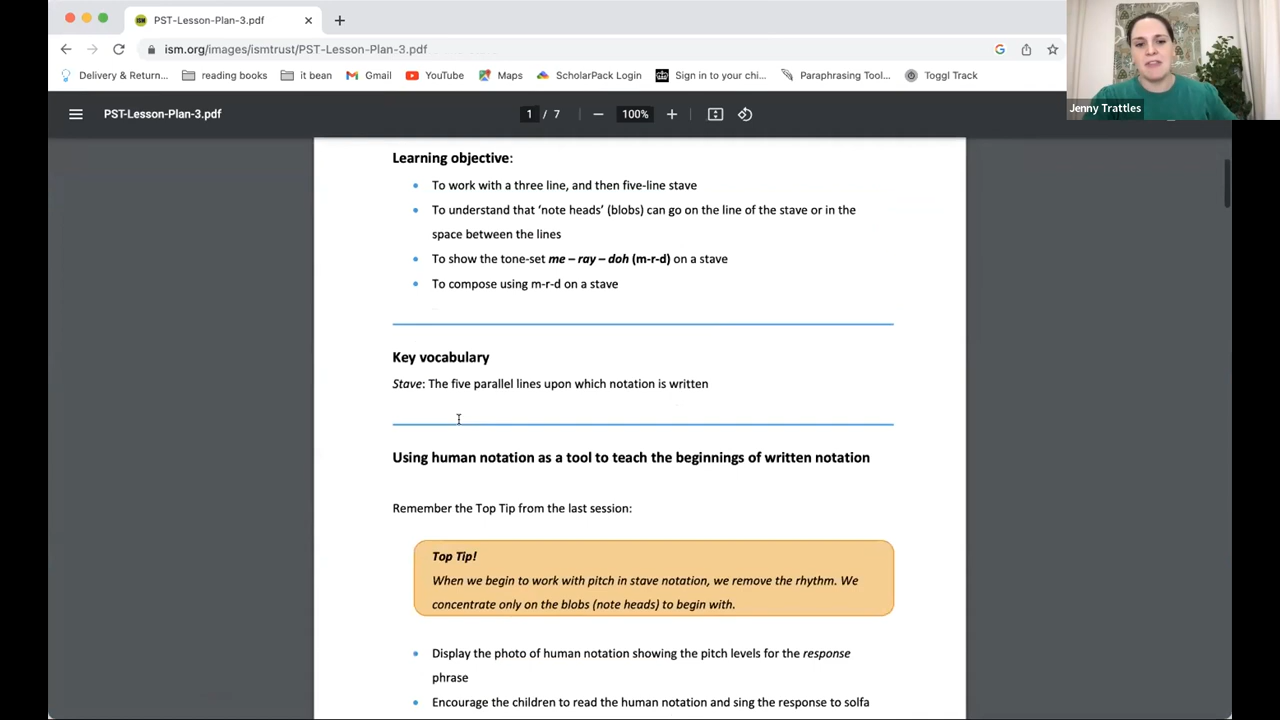 PST-Lesson-Plan-3.pdf
ism.org/images/ismtrust/PST-Lesson-Plan-3.pdf
Delivery & Return... reading books it bean Gmail YouTube Maps ScholarPack Login Sign in to your chi... Paraphrasing Tool... Toggl Track
Jenny Trattles
PST-Lesson-Plan-3.pdf 1 / 7 100%
Learning objective:
To work with a three line, and then five-line stave
To understand that ‘note heads’ (blobs) can go on the line of the stave or in the
space between the lines
To show the tone-set me – ray – doh (m-r-d) on a stave
To compose using m-r-d on a stave
Key vocabulary
Stave: The five parallel lines upon which notation is written
Using human notation as a tool to teach the beginnings of written notation
Remember the Top Tip from the last session:
Top Tip!
When we begin to work with pitch in stave notation, we remove the rhythm. We
concentrate only on the blobs (note heads) to begin with.
Display the photo of human notation showing the pitch levels for the response
phrase
Encourage the children to read the human notation and sing the response to solfa